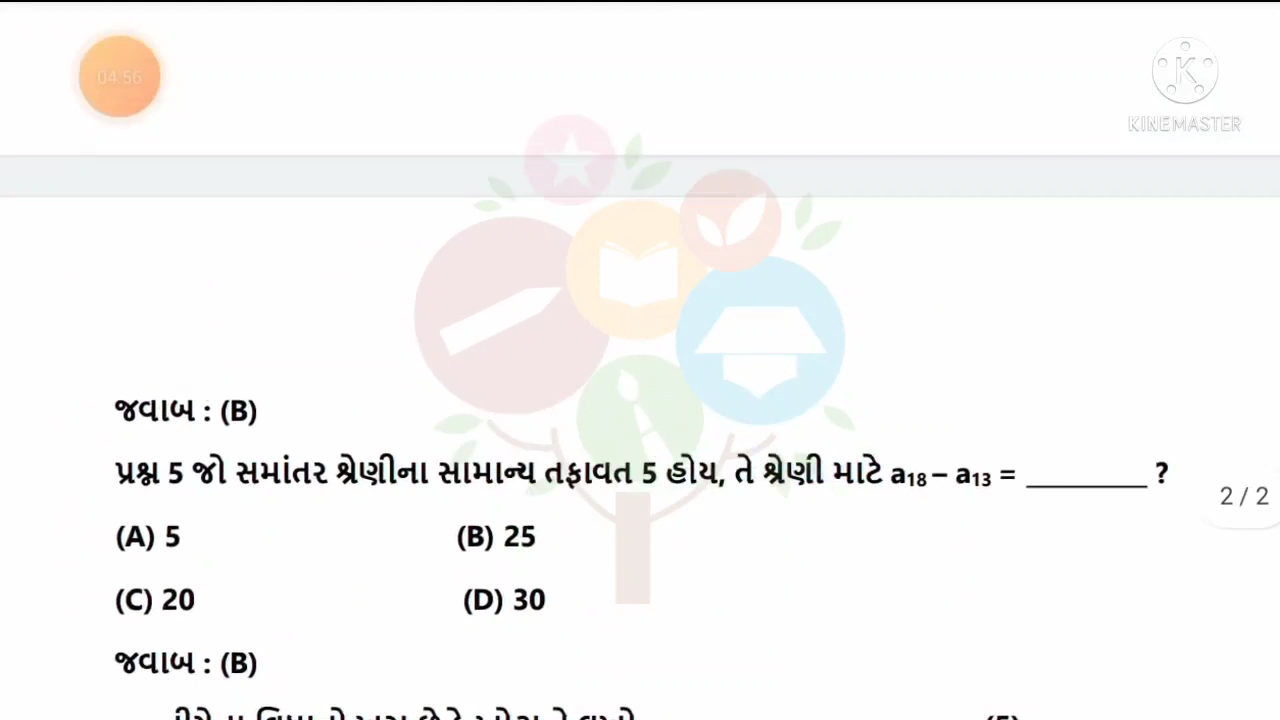 04:56
KINEMASTER
જવાબ : (B)
પ્રશ્ન 5 જો સમાંતર શ્રેણીના સામાન્ય તફાવત 5 હોય, તે શ્રેણી માટે a₁₈ – a₁₃ = _________ ?
2 / 2
(A) 5 (B) 25
(C) 20 (D) 30
જવાબ : (B)